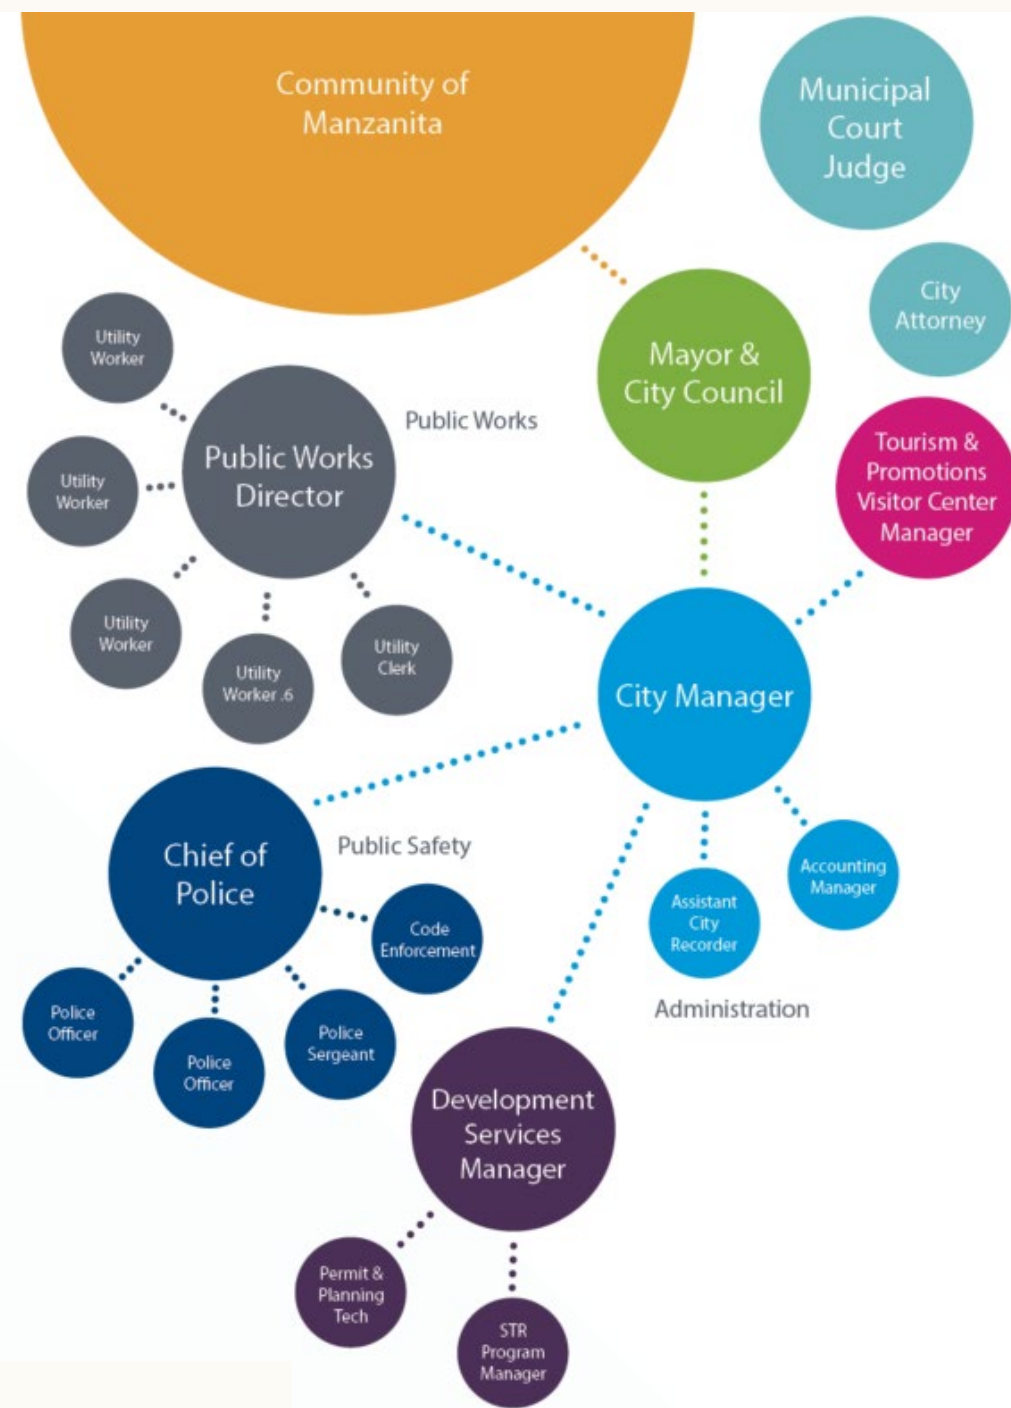 Community of
Manzanita
Municipal
Court
Judge
City
Attorney
Mayor &
City Council
Tourism &
Promotions
Visitor Center
Manager
Public Works
Public Works
Director
Utility
Worker
Utility
Worker
Utility
Worker
Utility
Worker .6
Utility
Clerk
City Manager
Chief of
Police
Public Safety
Code
Enforcement
Police
Officer
Police
Officer
Police
Sergeant
Assistant
City
Recorder
Accounting
Manager
Administration
Development
Services
Manager
Permit &
Planning
Tech
STR
Program
Manager